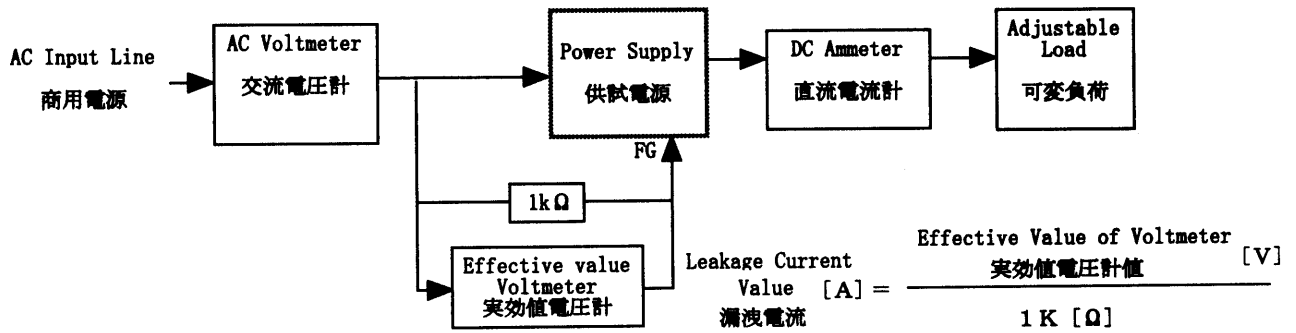 AC Input Line
商用電源
AC Voltmeter
交流電圧計
Power Supply
供試電源
FG
DC Ammeter
直流電流計
Adjustable
Load
可変負荷
1kΩ
Effective value
Voltmeter
実効値電圧計
Leakage Current
Value [A] =
漏洩電流
Effective Value of Voltmeter
実効値電圧計値 [V]
1K [Ω]